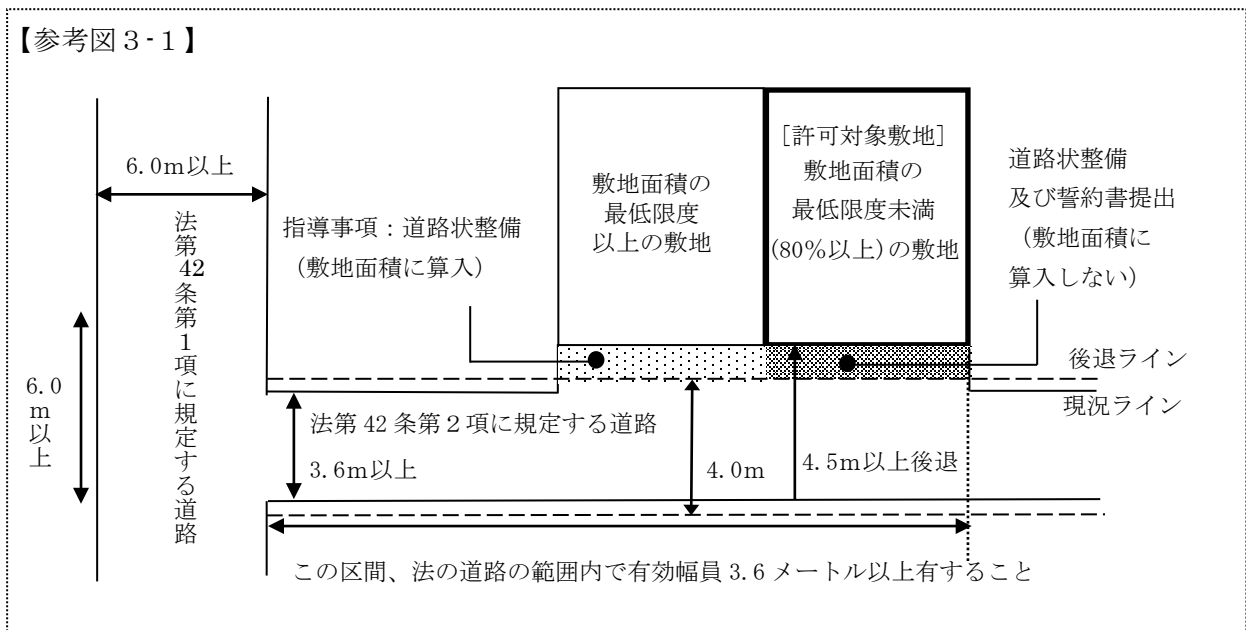 【参考図３-１】
6.0m以上
6.0m以上
法第42条第１項に規定する道路
指導事項：道路状整備
（敷地面積に算入）
敷地面積の
最低限度
以上の敷地
［許可対象敷地］
敷地面積の
最低限度未満
(80％以上)の敷地
道路状整備
及び誓約書提出
（敷地面積に
算入しない）
後退ライン
現況ライン
法第42条第２項に規定する道路
3.6m以上
4.0m
4.5m以上後退
この区間、法の道路の範囲内で有効幅員3.6メートル以上有すること